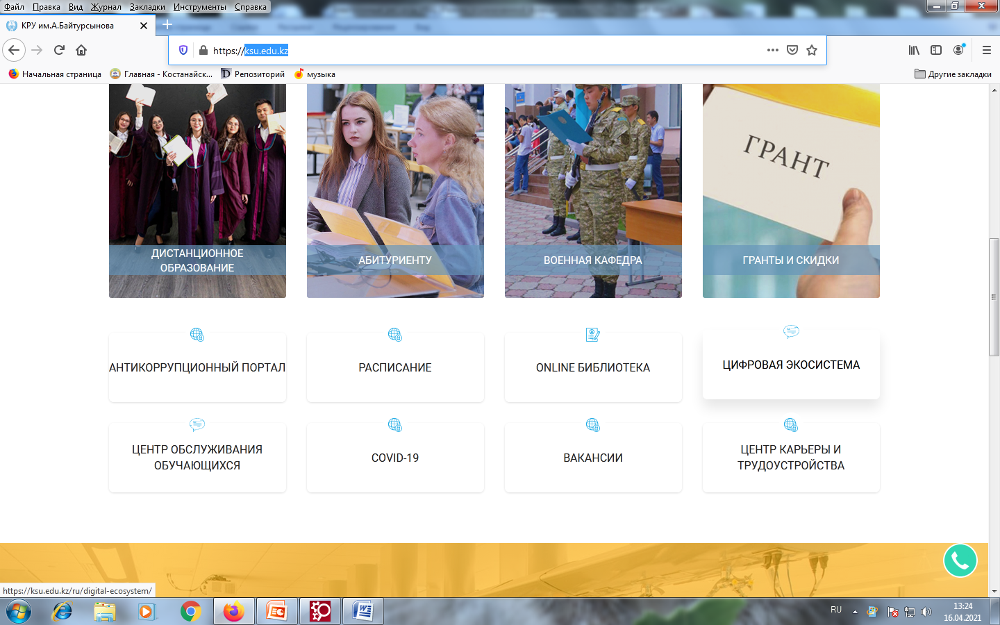 Файл Правка Вид Журнал Закладки Инструменты Справка
КРУ им.А.Байтурсынова
https://ksu.edu.kz
Начальная страница Главная - Костанайск... Репозиторий музыка Другие закладки
ГРАНТ
ДИСТАНЦИОННОЕ
ОБРАЗОВАНИЕ
АБИТУРИЕНТУ
ВОЕННАЯ КАФЕДРА
ГРАНТЫ И СКИДКИ
АНТИКОРРУПЦИОННЫЙ ПОРТАЛ
РАСПИСАНИЕ
ONLINE БИБЛИОТЕКА
ЦИФРОВАЯ ЭКОСИСТЕМА
ЦЕНТР ОБСЛУЖИВАНИЯ
ОБУЧАЮЩИХСЯ
COVID-19
ВАКАНСИИ
ЦЕНТР КАРЬЕРЫ И
ТРУДОУСТРОЙСТВА
https://ksu.edu.kz/ru/digital-ecosystem/
RU
13:24
16.04.2021